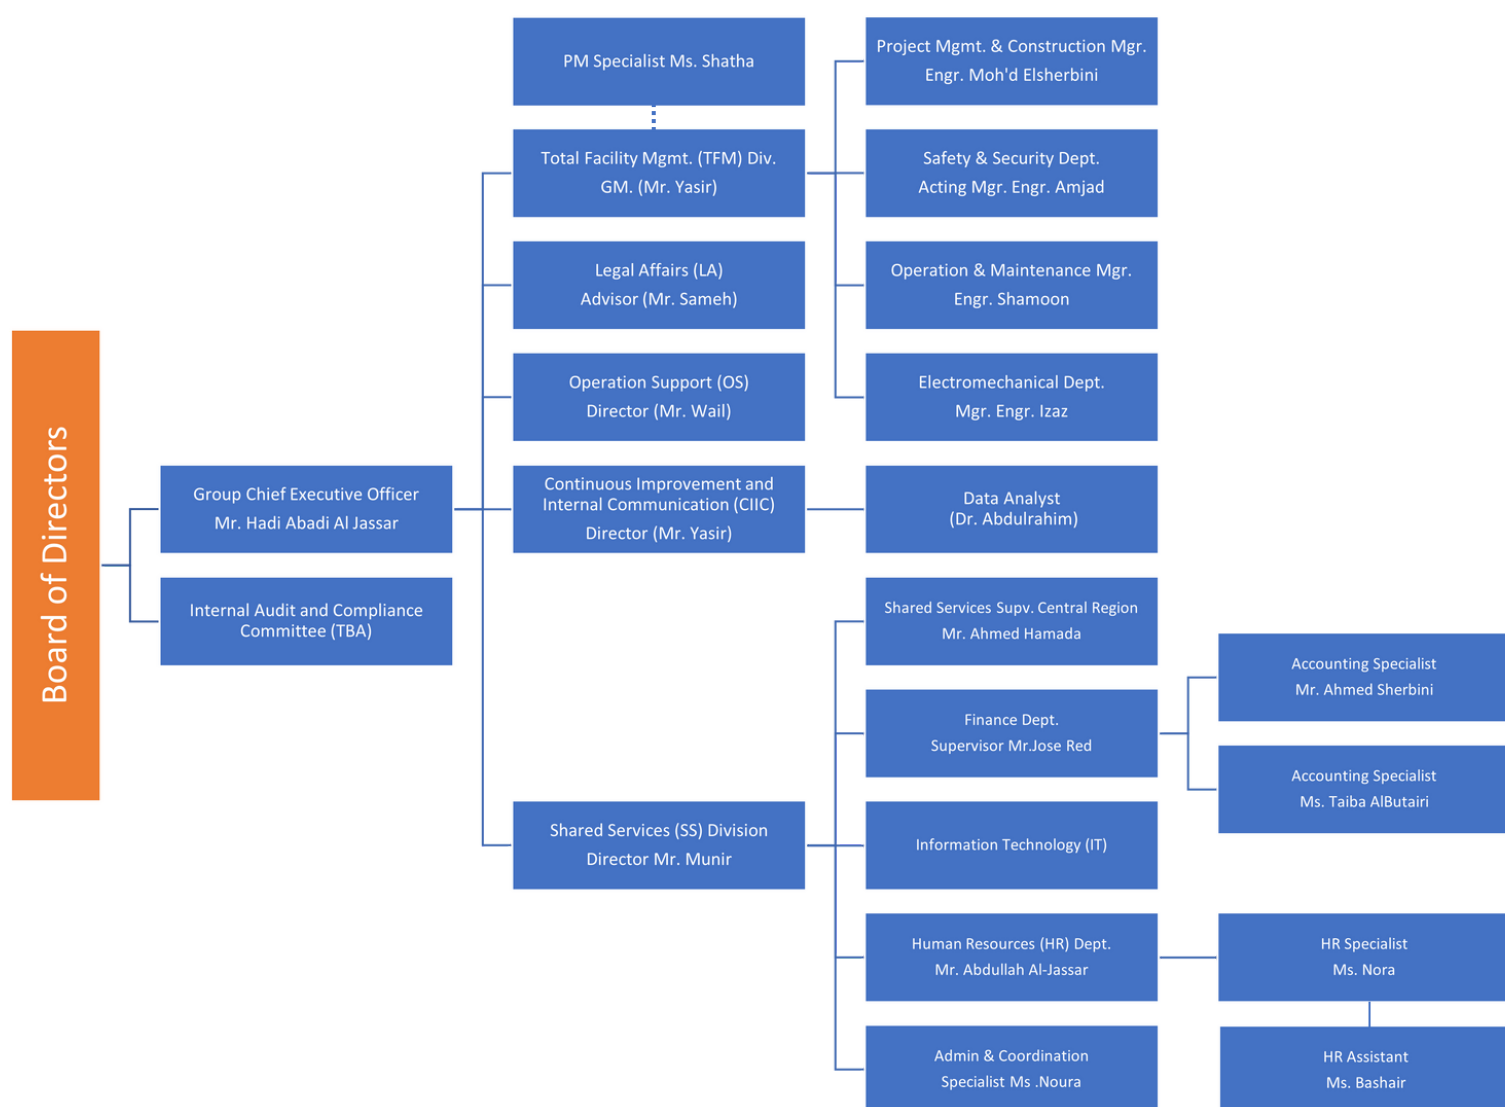 Board of Directors
Group Chief Executive Officer
Mr. Hadi Abadi Al Jassar
Internal Audit and Compliance
Committee (TBA)
PM Specialist Ms. Shatha
Total Facility Mgmt. (TFM) Div.
GM. (Mr. Yasir)
Legal Affairs (LA)
Advisor (Mr. Sameh)
Operation Support (OS)
Director (Mr. Wail)
Continuous Improvement and
Internal Communication (CIIC)
Director (Mr. Yasir)
Shared Services (SS) Division
Director Mr. Munir
Project Mgmt. & Construction Mgr.
Engr. Moh'd Elsherbini
Safety & Security Dept.
Acting Mgr. Engr. Amjad
Operation & Maintenance Mgr.
Engr. Shamoon
Electromechanical Dept.
Mgr. Engr. Izaz
Data Analyst
(Dr. Abdulrahim)
Shared Services Supv. Central Region
Mr. Ahmed Hamada
Finance Dept.
Supervisor Mr.Jose Red
Information Technology (IT)
Human Resources (HR) Dept.
Mr. Abdullah Al-Jassar
Admin & Coordination
Specialist Ms .Noura
Accounting Specialist
Mr. Ahmed Sherbini
Accounting Specialist
Ms. Taiba AlButairi
HR Specialist
Ms. Nora
HR Assistant
Ms. Bashair